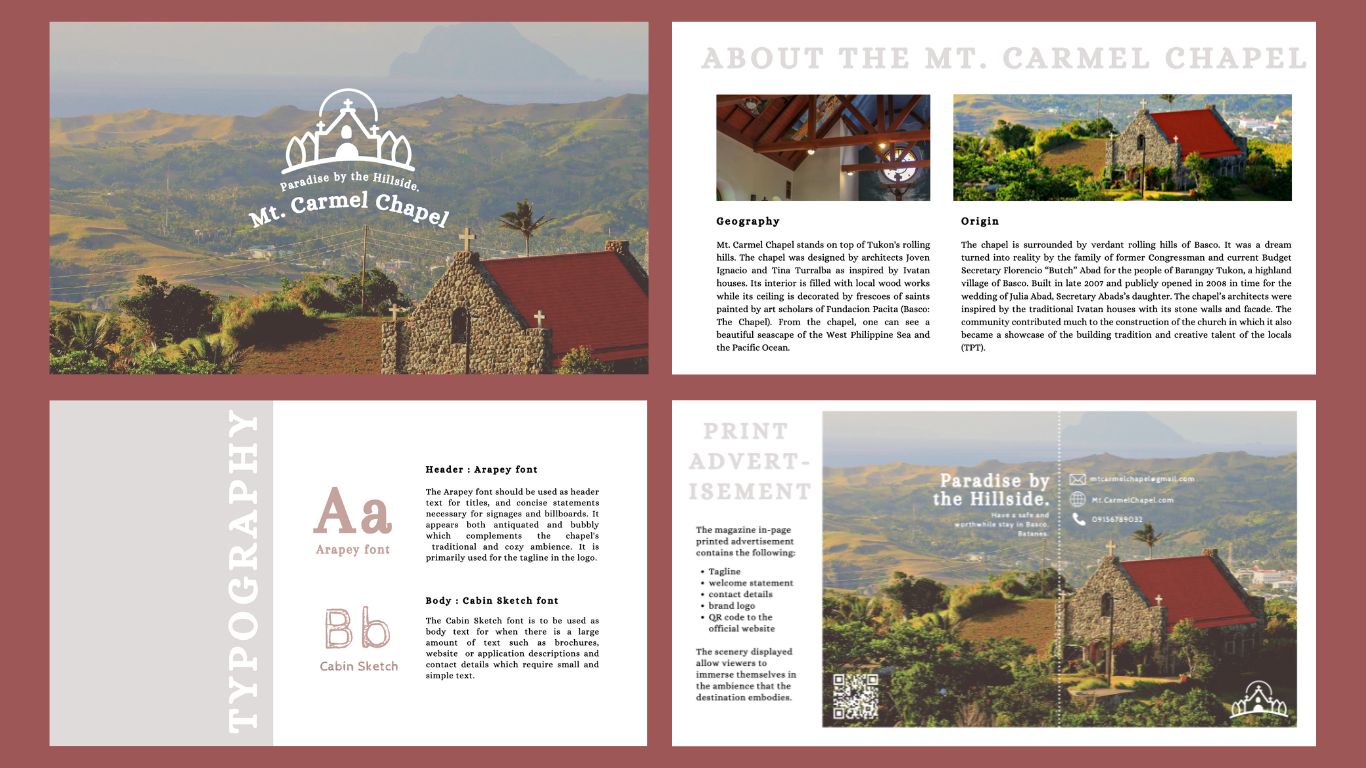 Paradise by the Hillside.
Mt. Carmel Chapel
ABOUT THE MT. CARMEL CHAPEL
Geography
Mt. Carmel Chapel stands on top of Tukon's rolling
hills. The chapel was designed by architects Joven
Ignacio and Tina Turralba as inspired by Ivatan
houses. Its interior is filled with local wood works
while its ceiling is decorated by frescoes of saints
painted by art scholars of Fundacion Pacita (Basco:
The Chapel). From the chapel, one can see a
beautiful seascape of the West Philippine Sea and
the Pacific Ocean.
Origin
The chapel is surrounded by verdant rolling hills of Basco. It was a dream
turned into reality by the family of former Congressman and current Budget
Secretary Florencio “Butch” Abad for the people of Barangay Tukon, a highland
village of Basco. Built in late 2007 and publicly opened in 2008 in time for the
wedding of Julia Abad, Secretary Abads's daughter. The chapel's architects were
inspired by the traditional Ivatan houses with its stone walls and facade. The
community contributed much to the construction of the church in which it also
became a showcase of the building tradition and creative talent of the locals
(TPT).
TYPOGRAPHY
Aa
Arapey font
Header : Arapey font
The Arapey font should be used as header
text for titles, and concise statements
necessary for signages and billboards. It
appears both antiquated and bubbly
which complements the chapel's
traditional and cozy ambience. It is
primarily used for the tagline in the logo.
Bb
Cabin Sketch
Body : Cabin Sketch font
The Cabin Sketch font is to be used as
body text for when there is a large
amount of text such as brochures,
website or application descriptions and
contact details which require small and
simple text.
PRINT
ADVERT-
ISEMENT
The magazine in-page
printed advertisement
contains the following:
• Tagline
• welcome statement
• contact details
• brand logo
• QR code to the
official website
The scenery displayed
allow viewers to
immerse themselves in
the ambience that the
destination embodies.
Paradise by
the Hillside.
Have a safe and
worthwhile stay in Basco,
Batanes.
mtcarmelchapel@gmail.com
Mt.CarmelChapel.com
09156789032